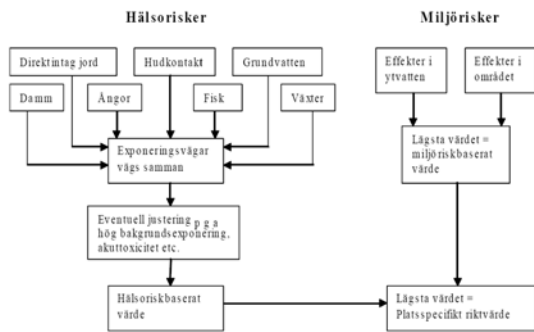 Hälsorisker
Miljörisker
Direktintag jord
Hudkontakt
Grundvatten
Effekter i
ytvatten
Effekter i
området
Damm
Ångor
Fisk
Växter
Exponeringsvägar
vägs samman
Lägsta värdet =
miljöriskbaserat
värde
Eventuell justering p g a
hög bakgrundsexponering,
akuttoxicitet etc.
Hälsoriskbaserat
värde
Lägsta värdet =
Platsspecifikt riktvärde